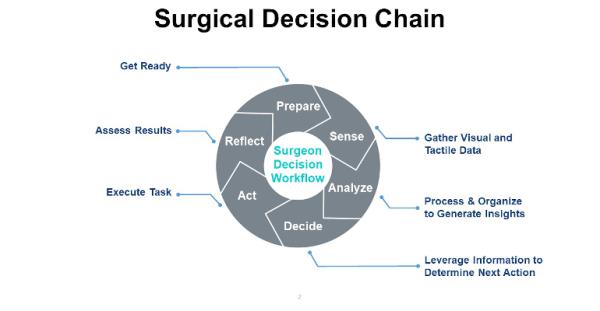 Surgical Decision Chain
Get Ready
Assess Results
Execute Task
Prepare
Sense
Analyze
Decide
Act
Reflect
Surgeon
Decision
Workflow
Gather Visual and
Tactile Data
Process & Organize
to Generate Insights
Leverage Information to
Determine Next Action
2